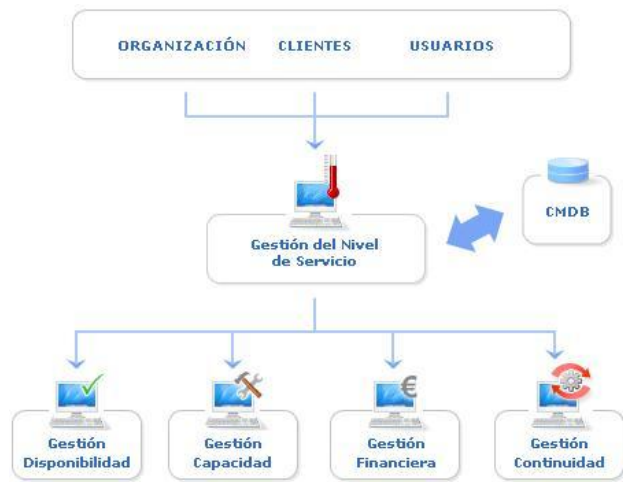 ORGANIZACIÓN CLIENTES USUARIOS
CMDB
Gestión del Nivel
de Servicio
€
Gestión
Disponibilidad
Gestión
Capacidad
Gestión
Financiera
Gestión
Continuidad